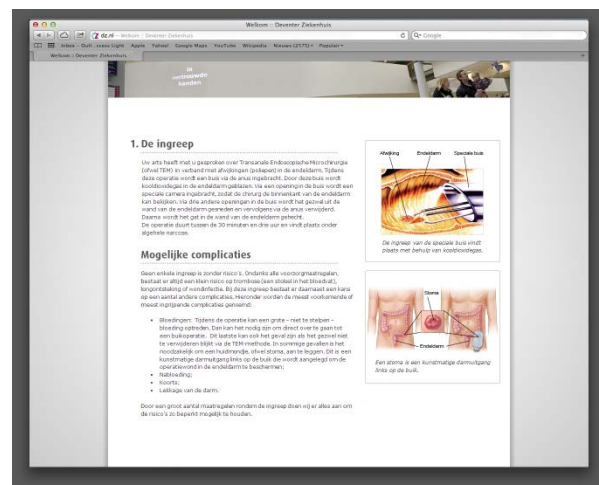 Welkom :: Deventer Ziekenhuis
dz.nl – Welkom :: Deventer Ziekenhuis
Google
Apple Yahoo! Google Maps YouTube Wikipedia Nieuws (2175) Populair
Welkom :: Deventer Ziekenhuis
in
vertrouwde
handen
1. De ingreep
Uw arts heeft met u gesproken over Transanale Endoscopische Microchirurgie
(ofwel TEM) in verband met afwijkingen (poliepen) in de endeldarm. Tijdens
deze operatie wordt een buis via de anus ingebracht. Door deze buis wordt
kooldioxidegas in de endeldarm geblazen. Via een opening in de buis wordt een
speciale camera ingebracht, zodat de chirurg de binnenkant van de endeldarm
kan bekijken. Via drie andere openingen in de buis wordt het gezwel uit de
wand van de endeldarm gesneden en vervolgens via de anus verwijderd.
Daarna wordt het gat in de wand van de endeldarm gehecht.
De operatie duurt tussen de 30 minuten en drie uur en vindt plaats onder
algehele narcose.
Afwijking Endeldarm Speciale buis
De ingreep van de speciale buis vindt
plaats met behulp van kooldioxidegas.
Mogelijke complicaties
Geen enkele ingreep is zonder risico's. Ondanks alle voorzorgmaatregelen,
bestaat er altijd een klein risico op trombose (een stolsel in het bloedvat),
longontsteking of wondinfectie. Bij deze ingreep bestaat er daarnaast een kans
op een aantal andere complicaties. Hieronder worden de meest voorkomende of
meest ingrijpende complicaties genoemd:
• Bloedingen: Tijdens de operatie kan een grote – niet te stelpen –
bloeding optreden. Dan kan het nodig zijn om direct over te gaan tot
een buikoperatie. Dit laatste kan ook het geval zijn als het gezwel niet
te verwijderen blijkt via de TEM-methode. In sommige gevallen is het
noodzakelijk om een huidmondje, ofwel stoma, aan te leggen. Dit is een
kunstmatige darmuitgang links op de buik die wordt aangelegd om de
operatiewond in de endeldarm te beschermen;
• Nabloeding;
• Koorts;
• Lekkage van de darm.
Stoma
Endeldarm
Een stoma is een kunstmatige darmuitgang
links op de buik.
Door een groot aantal maatregelen rondom de ingreep doen wij er alles aan om
de risico's zo beperkt mogelijk te houden.